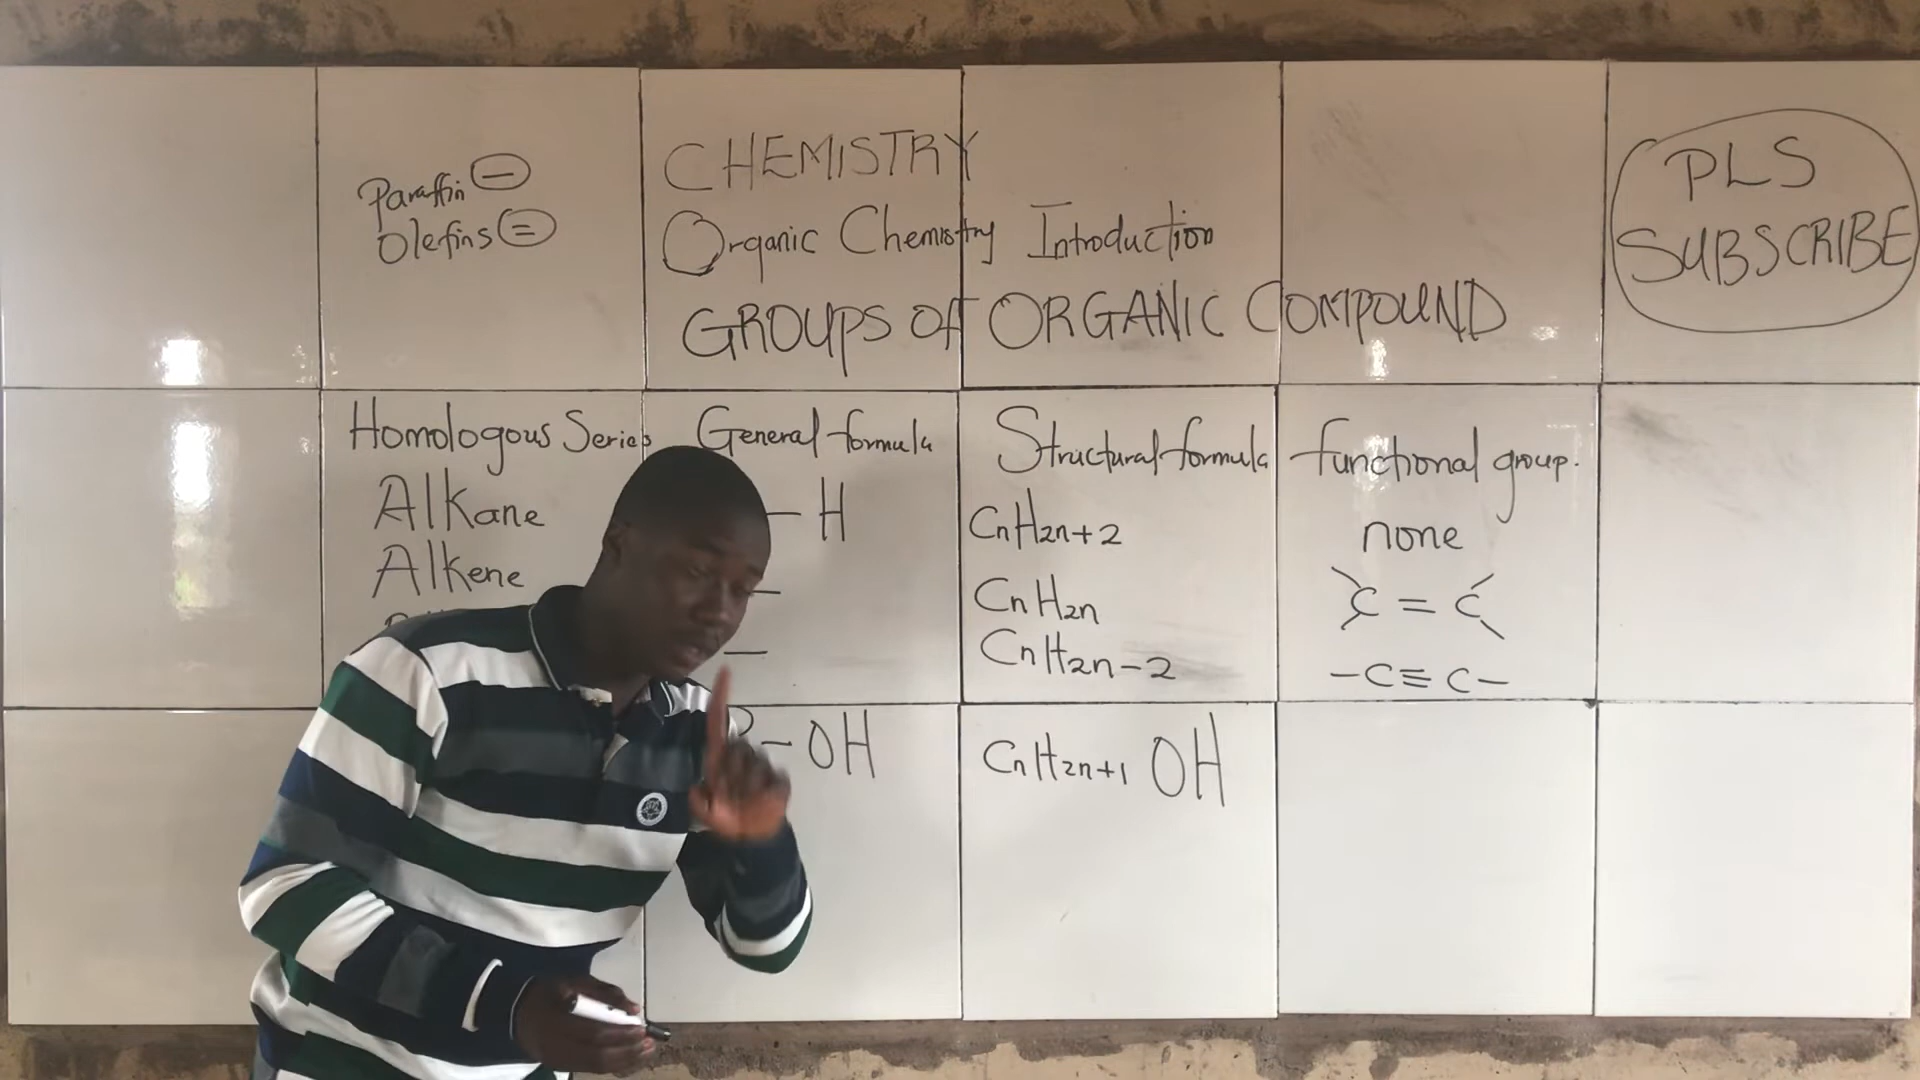 Paraffin –
Olefins =
CHEMISTRY
Organic Chemistry Introduction
GROUPS OF ORGANIC COMPOUND
PLS
SUBSCRIBE
Homologous Series General formula Structural formula functional group.
Alkane – H CnH2n+2 none
Alkene – CnH2n C = C
– CnH2n-2 –C≡C–
R – OH CnH2n+1 OH